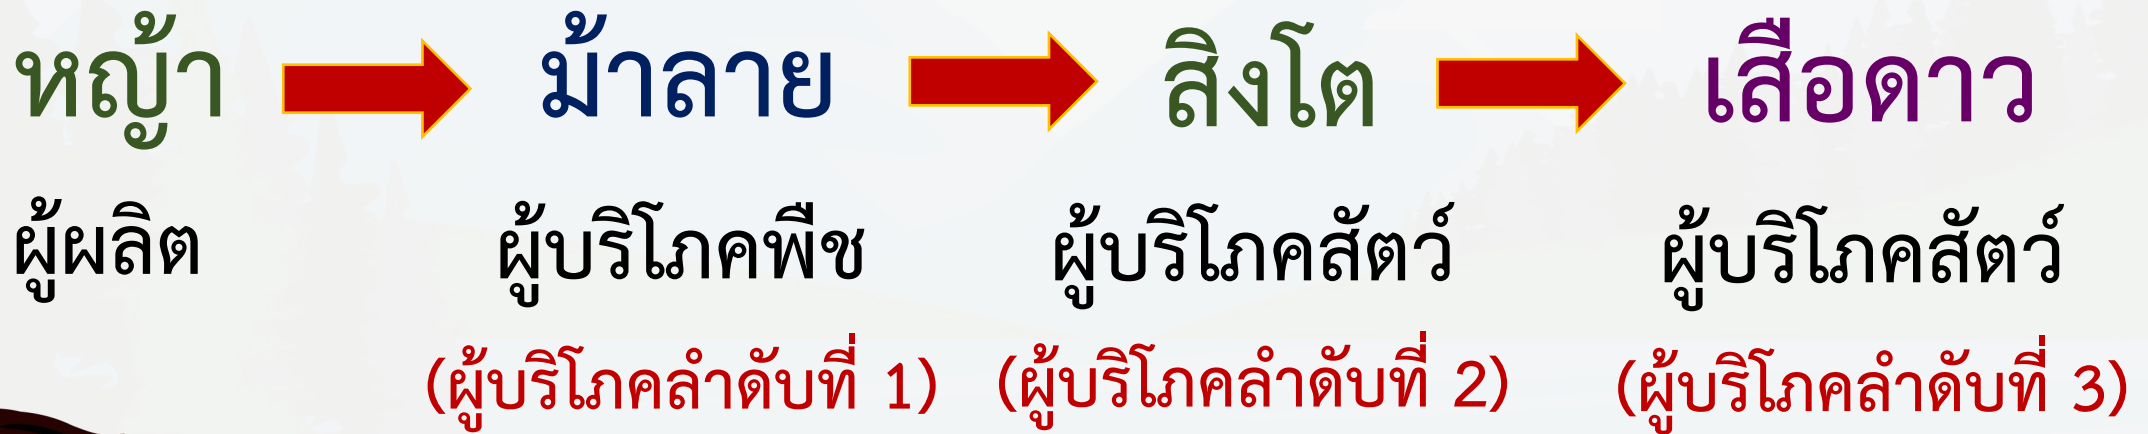 หญ้า ม้าลาย สิงโต เสือดาว
ผู้ผลิต ผู้บริโภคพืช ผู้บริโภคสัตว์ ผู้บริโภคสัตว์
(ผู้บริโภคลำดับที่ 1) (ผู้บริโภคลำดับที่ 2) (ผู้บริโภคลำดับที่ 3)